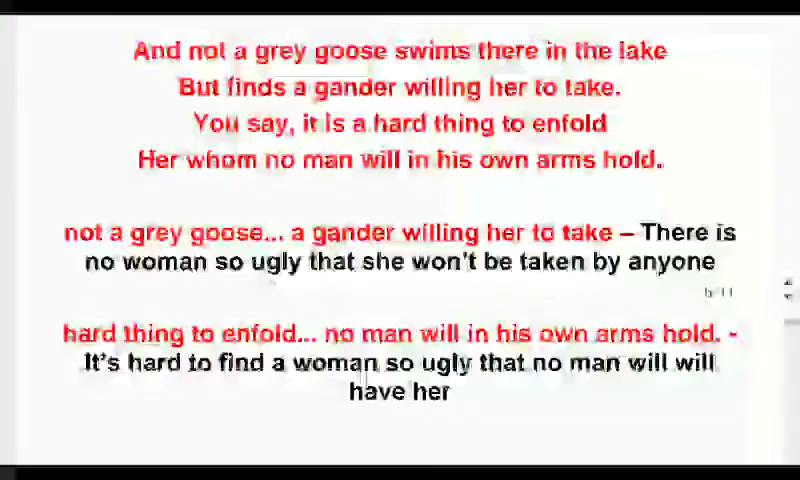 And not a grey goose swims there in the lake
But finds a gander willing her to take.
You say, it is a hard thing to enfold
Her whom no man will in his own arms hold.
not a grey goose... a gander willing her to take – There is
no woman so ugly that she won't be taken by anyone
hard thing to enfold... no man will in his own arms hold. -
It's hard to find a woman so ugly that no man will will
have her